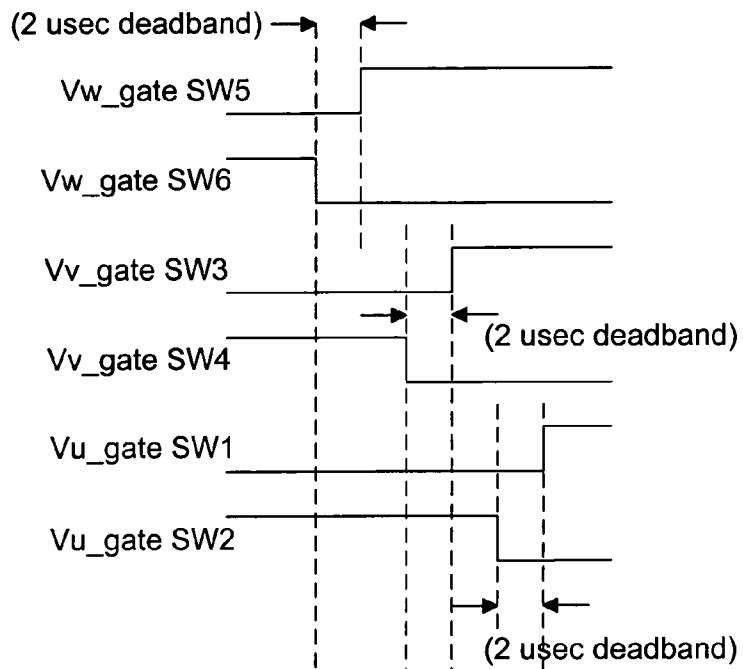 (2 usec deadband)
Vw_gate SW5
Vw_gate SW6
Vv_gate SW3
(2 usec deadband)
Vv_gate SW4
Vu_gate SW1
Vu_gate SW2
(2 usec deadband)